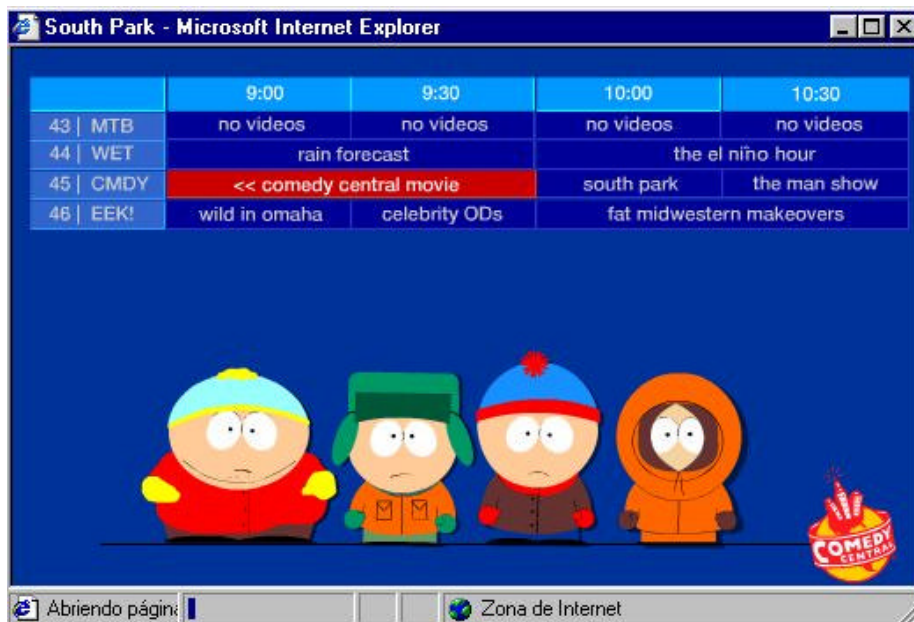 South Park - Microsoft Internet Explorer
9:00 9:30 10:00 10:30
43 | MTB no videos no videos no videos no videos
44 | WET rain forecast the el niño hour
45 | CMDY << comedy central movie south park the man show
46 | EEK! wild in omaha celebrity ODs fat midwestern makeovers
COMEDY
CENTRAL
Abriendo págin Zona de Internet